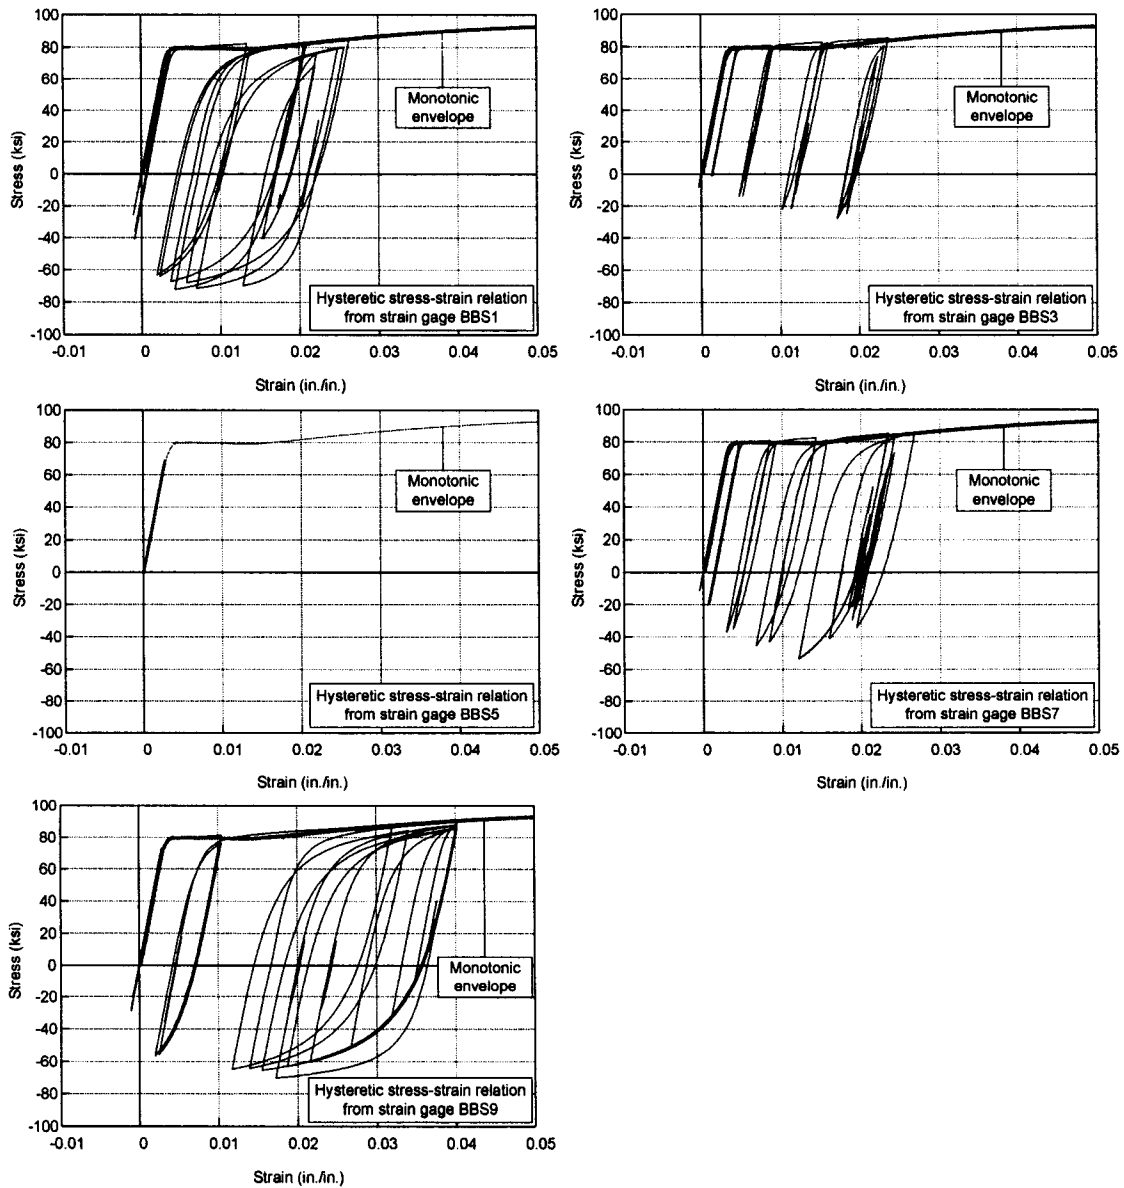 100
80
60
40
20
0
-20
-40
-60
-80
-100
Stress (ksi)
Monotonic
envelope
Hysteretic stress-strain relation
from strain gage BBS1
-0.01 0 0.01 0.02 0.03 0.04 0.05
Strain (in./in.)
100
80
60
40
20
0
-20
-40
-60
-80
-100
Stress (ksi)
Monotonic
envelope
Hysteretic stress-strain relation
from strain gage BBS3
-0.01 0 0.01 0.02 0.03 0.04 0.05
Strain (in./in.)
100
80
60
40
20
0
-20
-40
-60
-80
-100
Stress (ksi)
Monotonic
envelope
Hysteretic stress-strain relation
from strain gage BBS5
-0.01 0 0.01 0.02 0.03 0.04 0.05
Strain (in./in.)
100
80
60
40
20
0
-20
-40
-60
-80
-100
Stress (ksi)
Monotonic
envelope
Hysteretic stress-strain relation
from strain gage BBS7
-0.01 0 0.01 0.02 0.03 0.04 0.05
Strain (in./in.)
100
80
60
40
20
0
-20
-40
-60
-80
-100
Stress (ksi)
Monotonic
envelope
Hysteretic stress-strain relation
from strain gage BBS9
-0.01 0 0.01 0.02 0.03 0.04 0.05
Strain (in./in.)